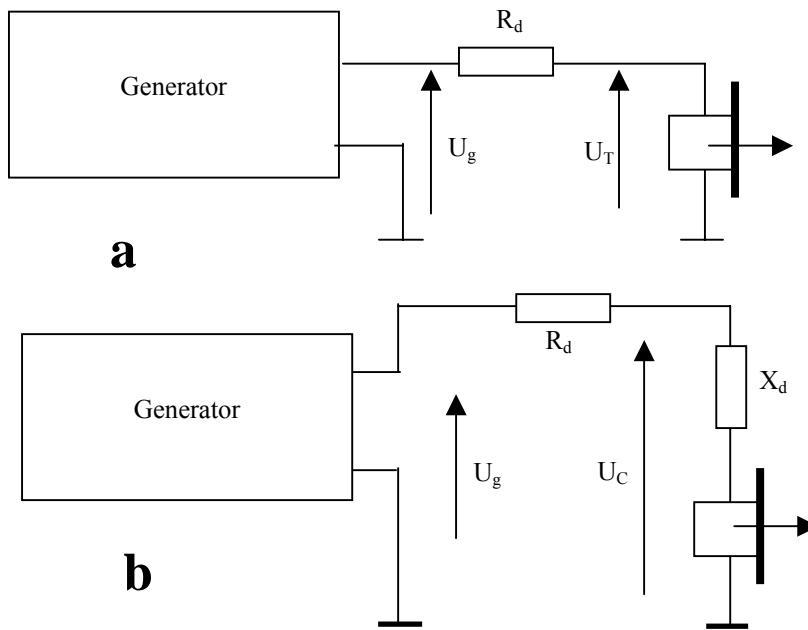 R_d
Generator
U_g
U_T
a
R_d
X_d
Generator
U_g
U_C
b